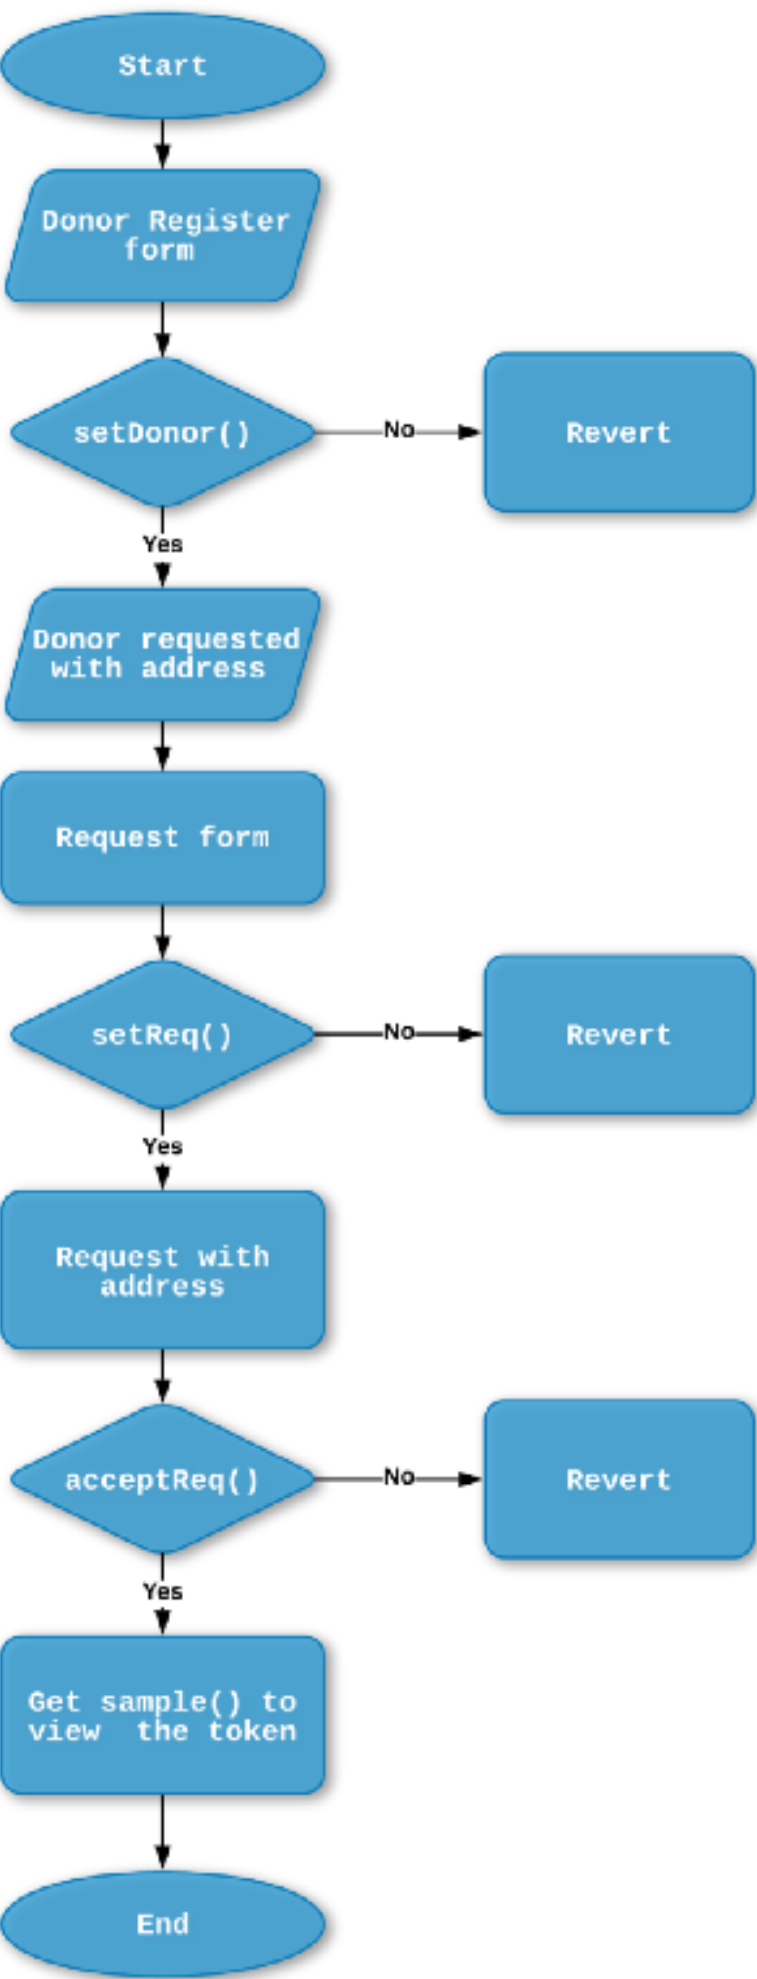 Start
Donor Register
form
setDonor()
No
Revert
Yes
Donor requested
with address
Request form
setReq()
No
Revert
Yes
Request with
address
acceptReq()
No
Revert
Yes
Get sample() to
view the token
End